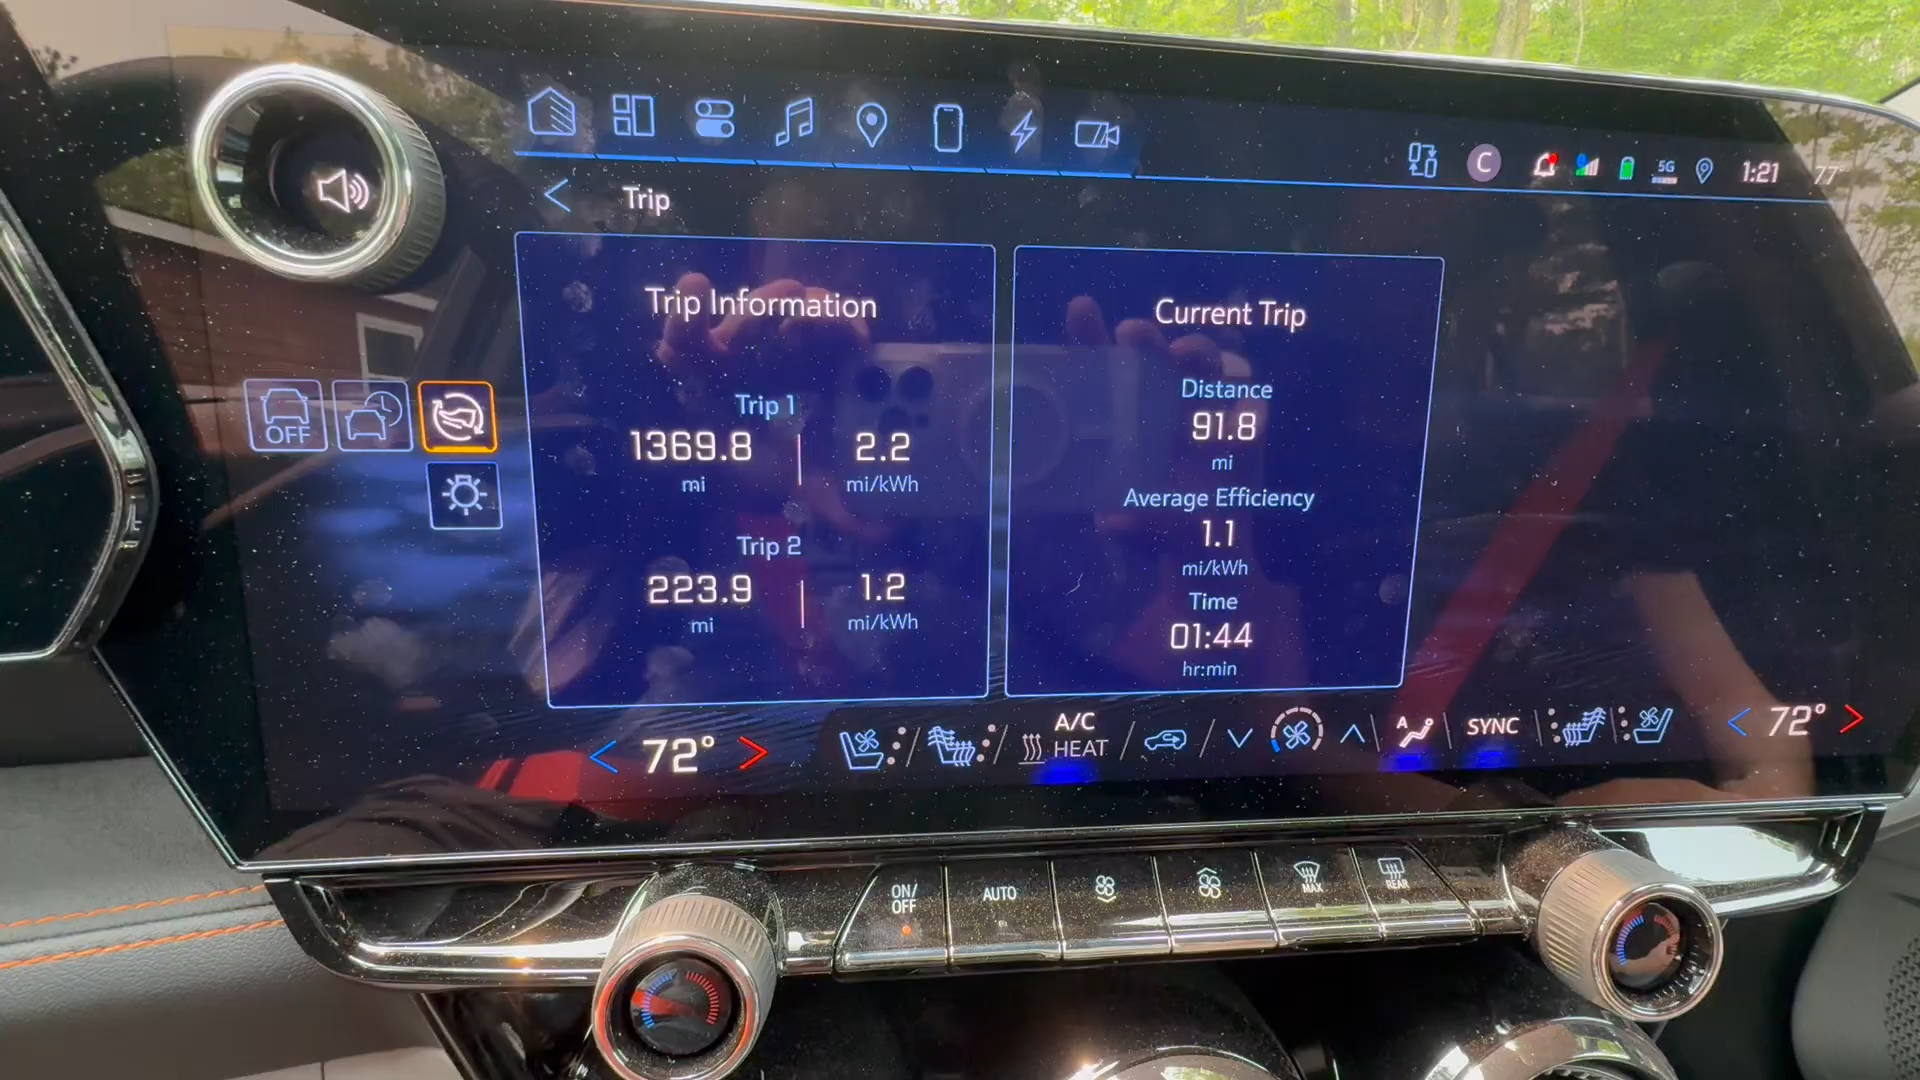 C
5G
1:21
77°
Trip
Trip Information
Trip 1
1369.8
mi
2.2
mi/kWh
Trip 2
223.9
mi
1.2
mi/kWh
Current Trip
Distance
91.8
mi
Average Efficiency
1.1
mi/kWh
Time
01:44
hr:min
OFF
72°
A/C
HEAT
A
SYNC
72°
ON/
OFF
AUTO
MAX
REAR